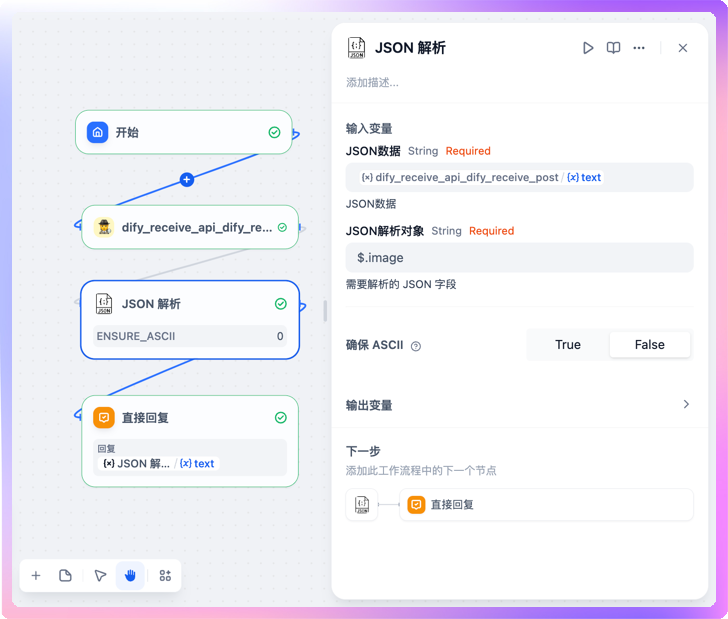 开始
dify_receive_api_dify_re...
JSON 解析
ENSURE_ASCII 0
直接回复
回复
JSON 解... / (x) text
JSON
JSON 解析
添加描述...
输入变量
JSON数据 String Required
(×) dify_receive_api_dify_receive_post / (x) text
JSON数据
JSON解析对象 String Required
$.image
需要解析的 JSON 字段
确保 ASCII True False
输出变量
下一步
添加此工作流程中的下一个节点
直接回复